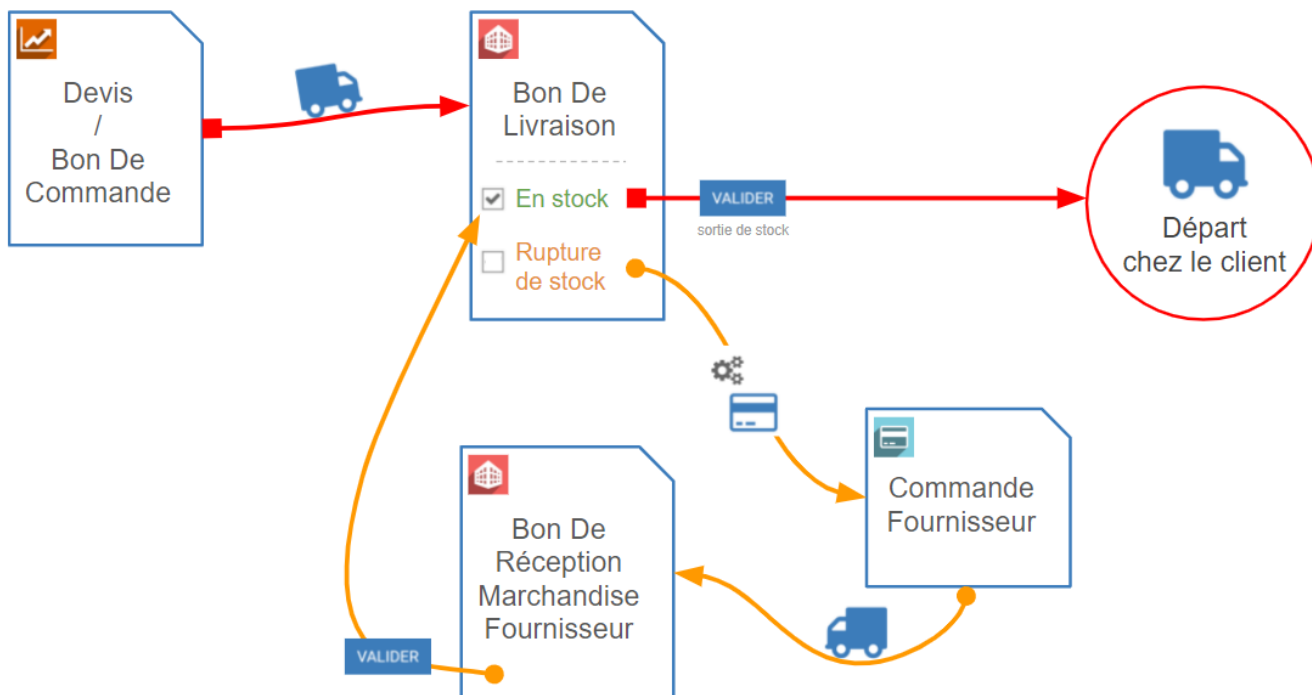 Devis
/
Bon De
Commande
Bon De
Livraison
En stock
Rupture
de stock
VALIDER
sortie de stock
Départ
chez le client
Commande
Fournisseur
Bon De
Réception
Marchandise
Fournisseur
VALIDER